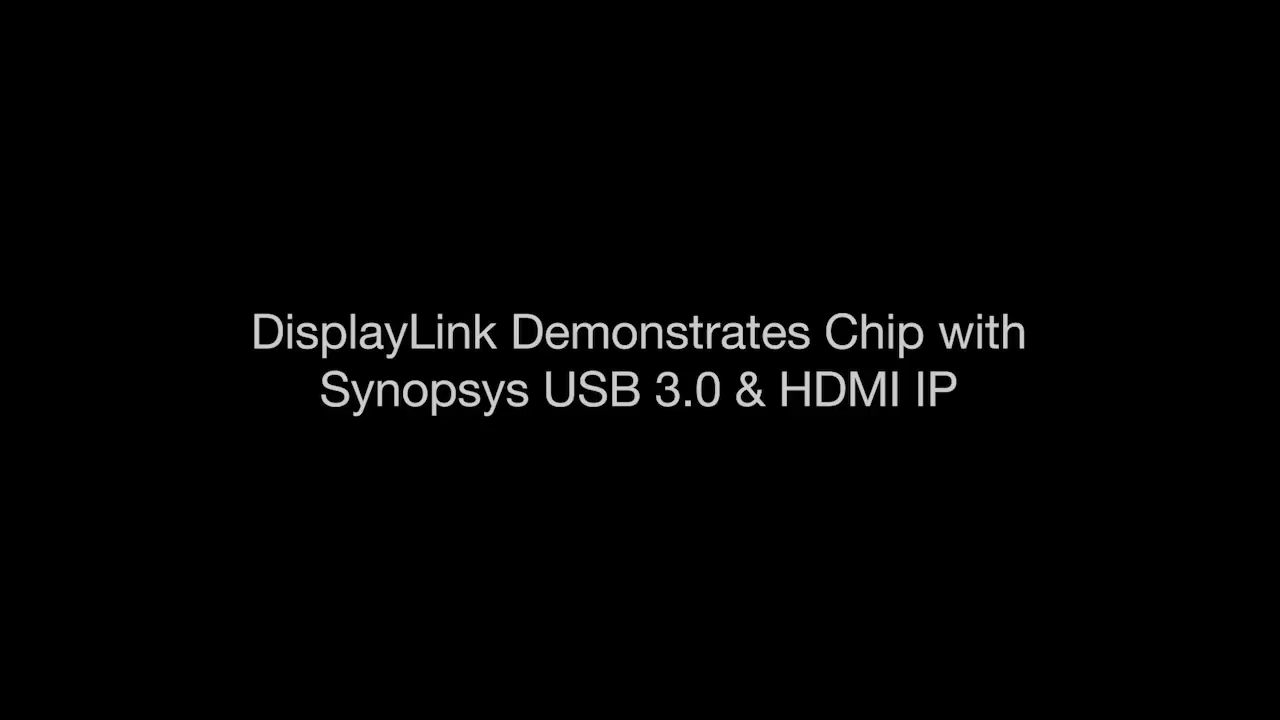 DisplayLink Demonstrates Chip with
Synopsys USB 3.0 & HDMI IP